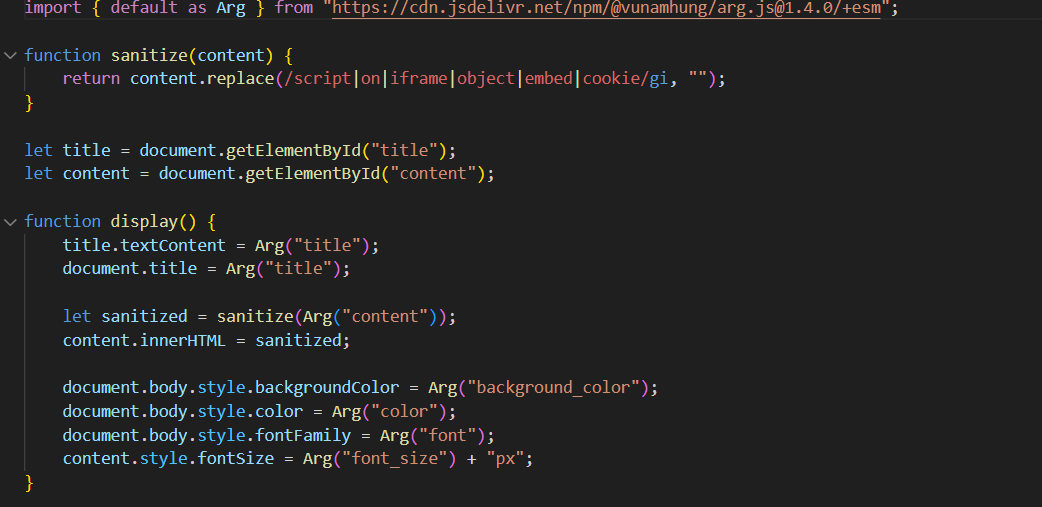 import { default as Arg } from "https://cdn.jsdelivr.net/npm/@vunamhung/arg.js@1.4.0/+esm";
function sanitize(content) {
    return content.replace(/script|on|iframe|object|embed|cookie/gi, "");
}
let title = document.getElementById("title");
let content = document.getElementById("content");
function display() {
    title.textContent = Arg("title");
    document.title = Arg("title");
    let sanitized = sanitize(Arg("content"));
    content.innerHTML = sanitized;
    document.body.style.backgroundColor = Arg("background_color");
    document.body.style.color = Arg("color");
    document.body.style.fontFamily = Arg("font");
    content.style.fontSize = Arg("font_size") + "px";
}